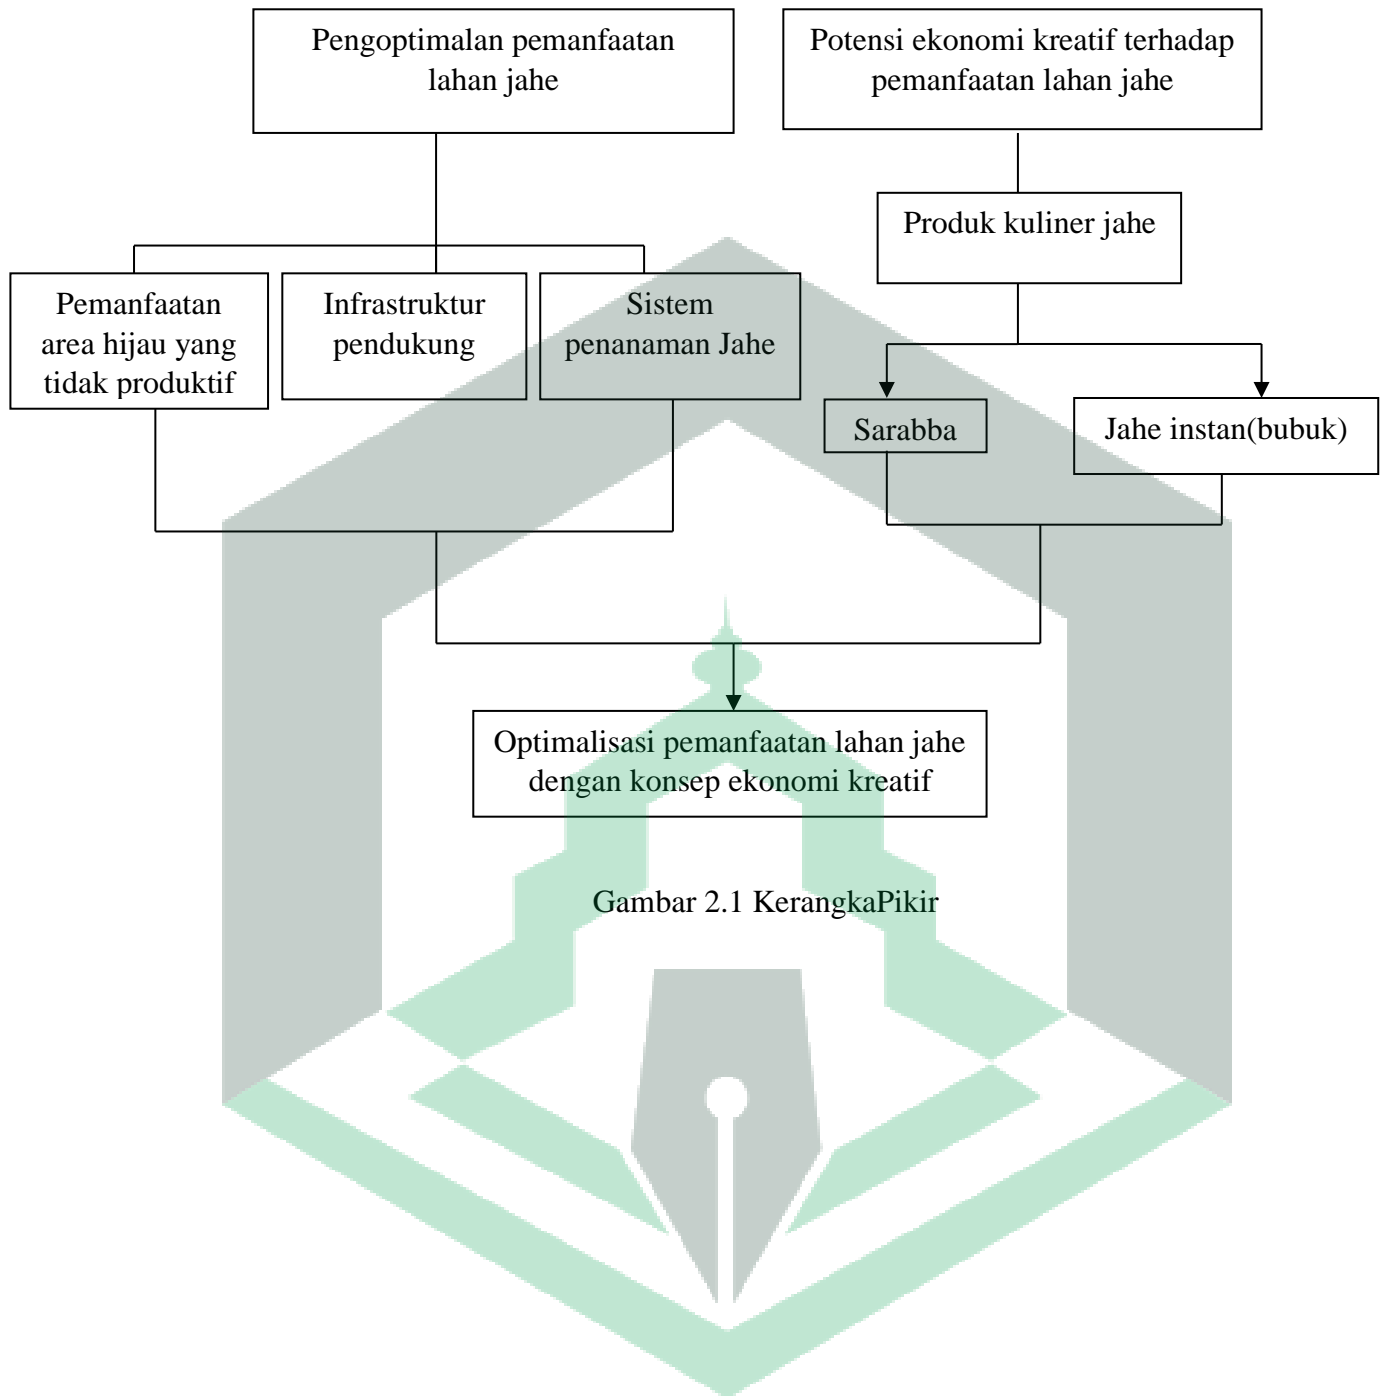 Pengoptimalan pemanfaatan
lahan jahe
Potensi ekonomi kreatif terhadap
pemanfaatan lahan jahe
Produk kuliner jahe
Pemanfaatan
area hijau yang
tidak produktif
Infrastruktur
pendukung
Sistem
penanaman Jahe
Sarabba
Jahe instan(bubuk)
Optimalisasi pemanfaatan lahan jahe
dengan konsep ekonomi kreatif
Gambar 2.1 KerangkaPikir